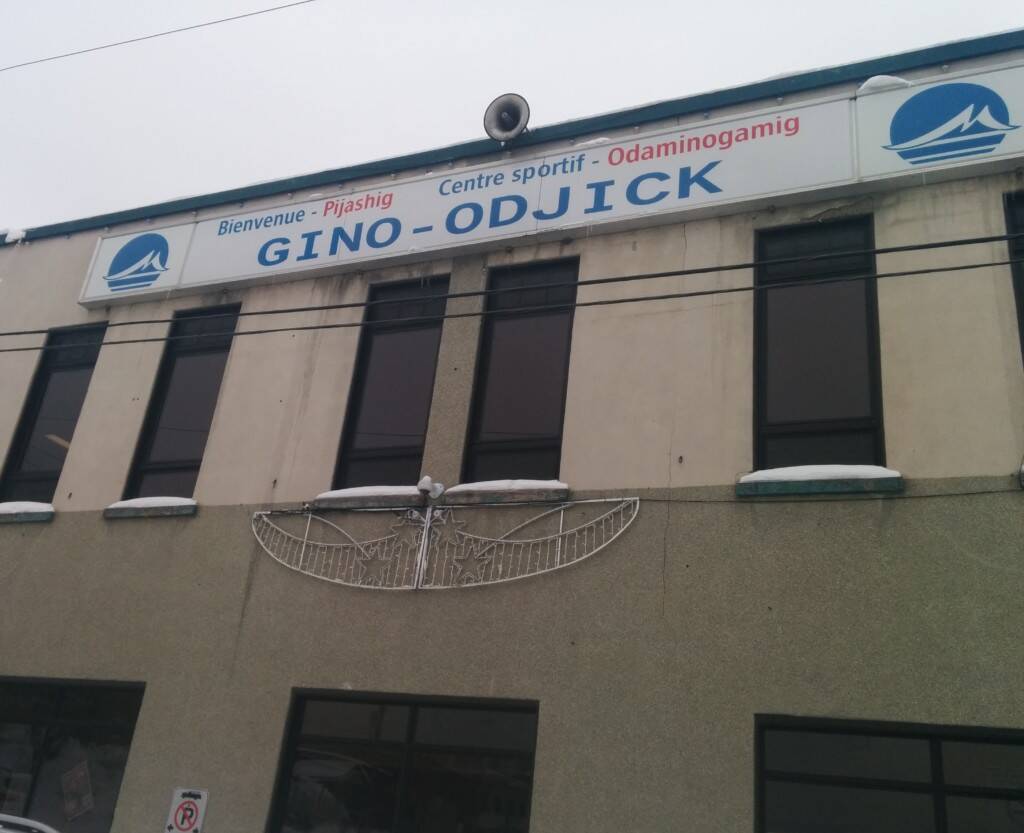 Bienvenue - Pijashig Centre sportif - Odaminogamig
GINO-ODJICK
P